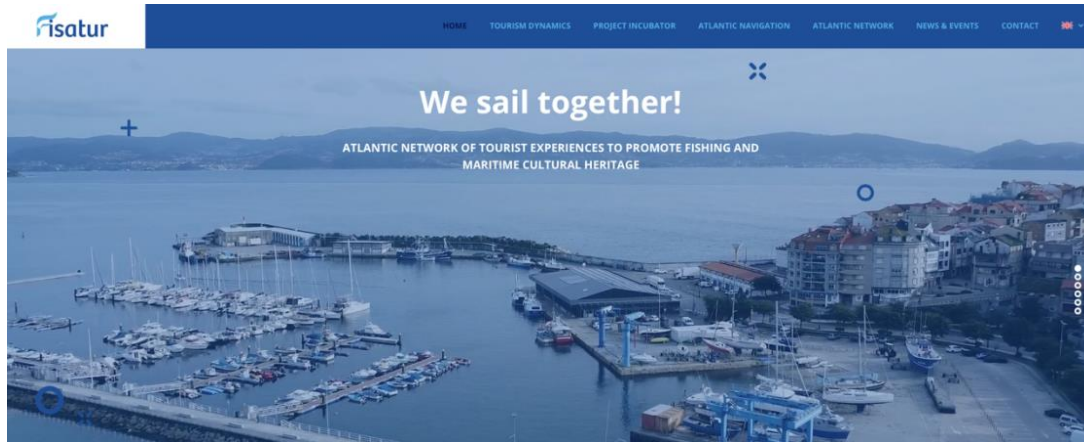 Fisatur
HOME TOURISM DYNAMICS PROJECT INCUBATOR ATLANTIC NAVIGATION ATLANTIC NETWORK NEWS & EVENTS CONTACT
We sail together!
ATLANTIC NETWORK OF TOURIST EXPERIENCES TO PROMOTE FISHING AND
MARITIME CULTURAL HERITAGE